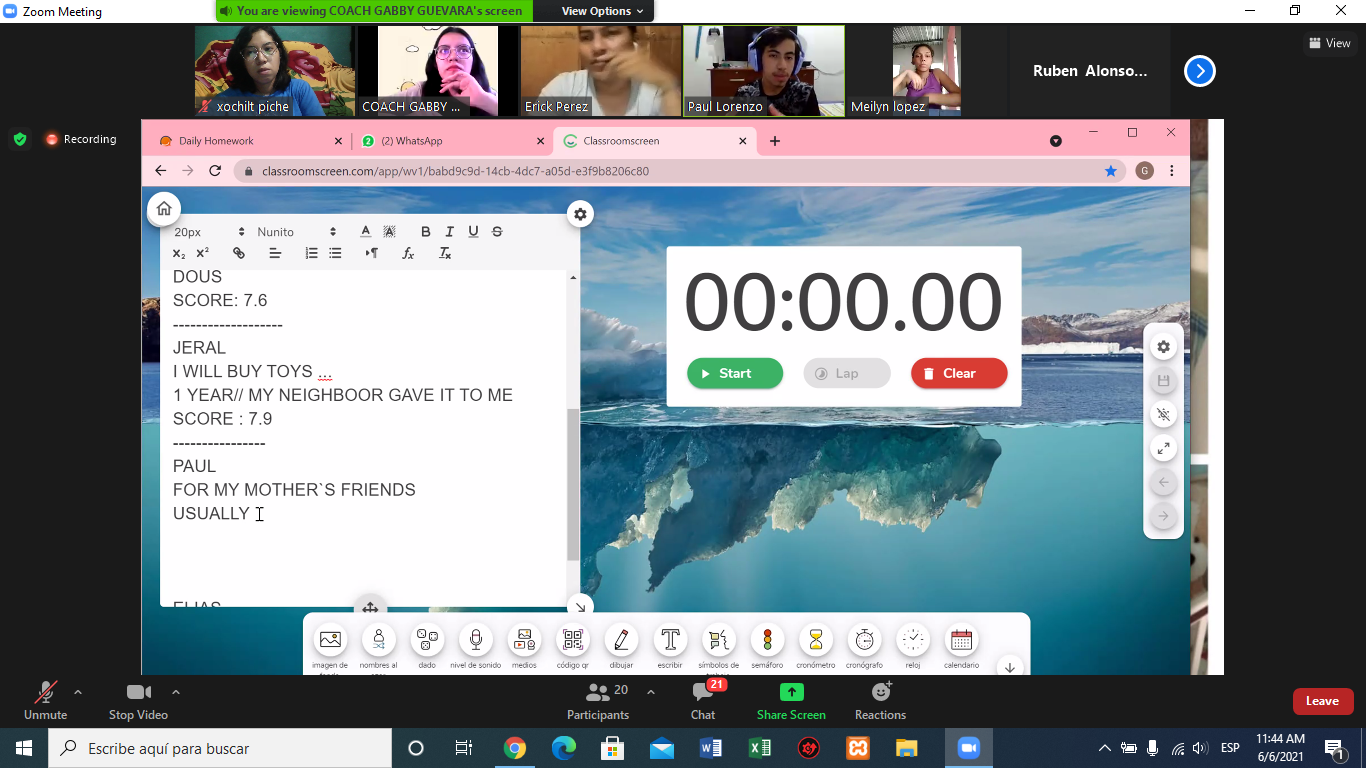 Zoom Meeting
You are viewing COACH GABBY GUEVARA's screen
View Options
xochilt piche
COACH GABBY ...
Erick Perez
Paul Lorenzo
Meilyn lopez
Ruben Alonso...
View
Recording
Daily Homework
(2) WhatsApp
Classroomscreen
classroomscreen.com/app/wv1/babd9c9d-14cb-4dc7-a05d-e3f9b8206c80
G
20px Nunito
DOUS
SCORE: 7.6
-------------------
JERAL
I WILL BUY TOYS ...
1 YEAR// MY NEIGHBOOR GAVE IT TO ME
SCORE : 7.9
----------------
PAUL
FOR MY MOTHER`S FRIENDS
USUALLY
ELIAS
00:00.00
Start
Lap
Clear
imagen de
nombres al
dado
nivel de sonido
medios
código qr
dibujar
escribir
símbolos de
semáforo
cronómetro
cronógrafo
reloj
calendario
Unmute
Stop Video
Participants
20
Chat
21
Share Screen
Reactions
Leave
Escribe aquí para buscar
ESP
11:44 AM
6/6/2021
1